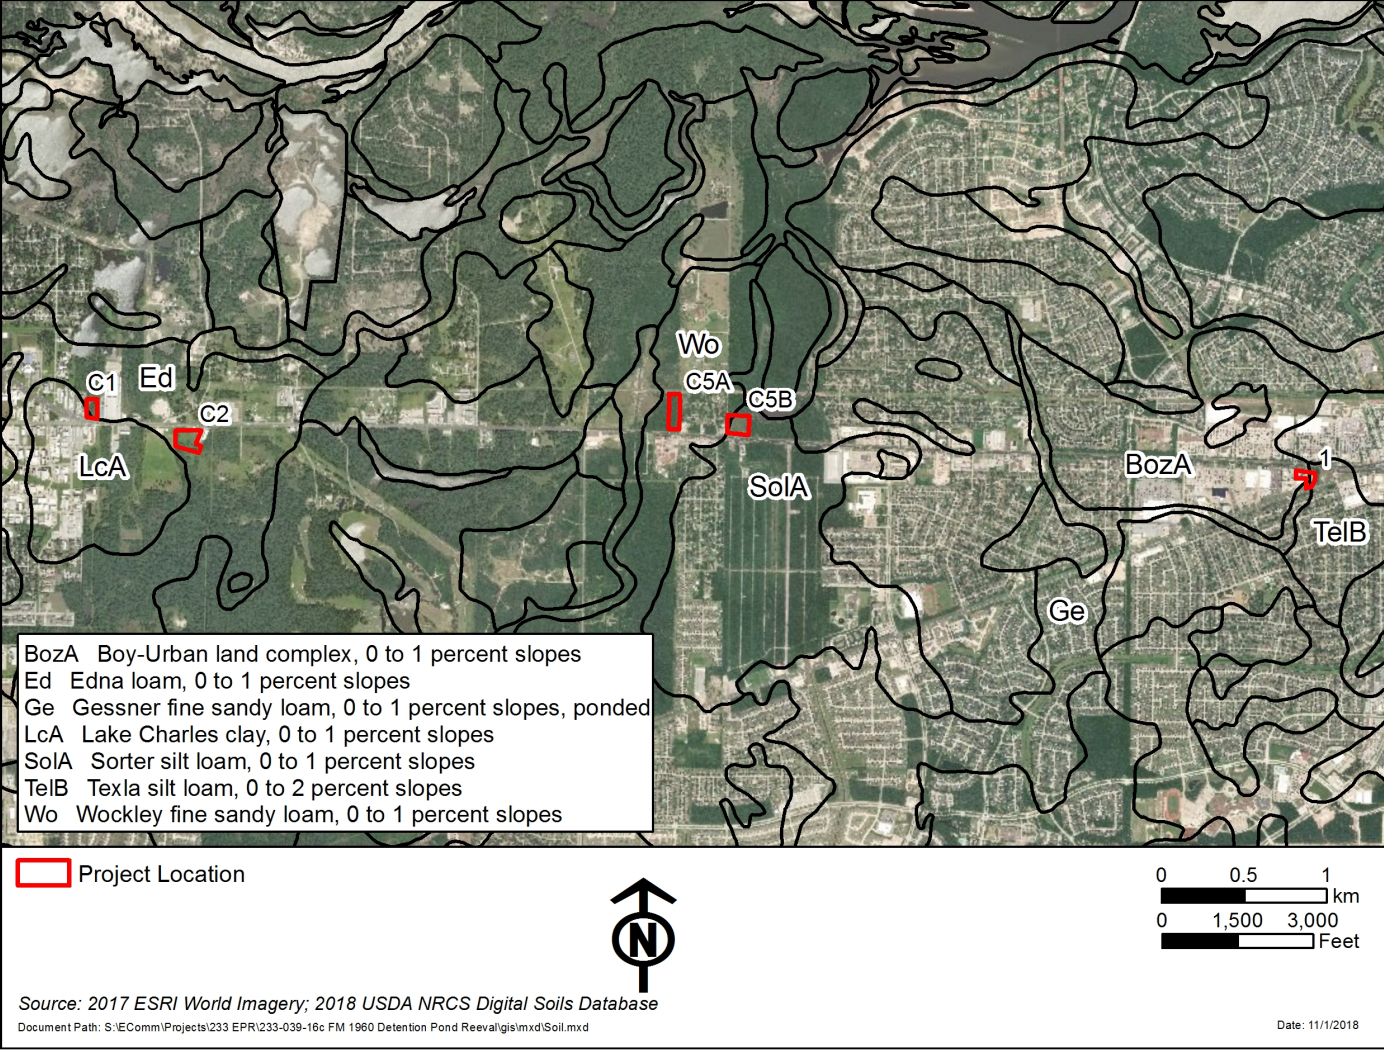 Wo
C5A
C1
Ed
C5B
C2
1
LcA
BozA
SolA
TelB
Ge
BozA Boy-Urban land complex, 0 to 1 percent slopes
Ed Edna loam, 0 to 1 percent slopes
Ge Gessner fine sandy loam, 0 to 1 percent slopes, ponded
LcA Lake Charles clay, 0 to 1 percent slopes
SolA Sorter silt loam, 0 to 1 percent slopes
TelB Texla silt loam, 0 to 2 percent slopes
Wo Wockley fine sandy loam, 0 to 1 percent slopes
Project Location
N
0 0.5 1
km
0 1,500 3,000
Feet
Source: 2017 ESRI World Imagery; 2018 USDA NRCS Digital Soils Database
Document Path: S:\EComm\Projects\233 EPR\233-039-16c FM 1960 Detention Pond Reeval\gis\mxd\Soil.mxd
Date: 11/1/2018